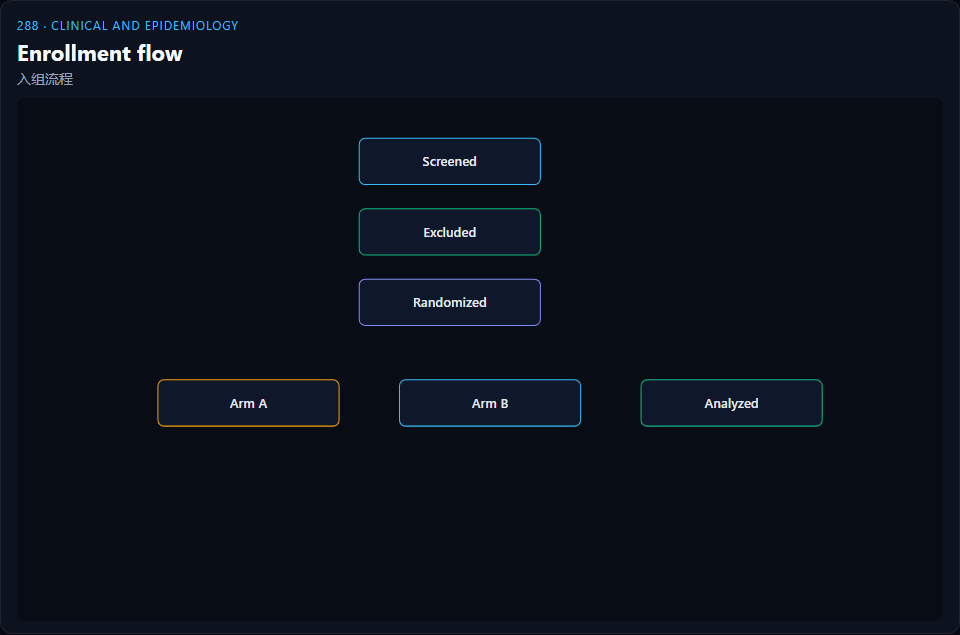 288 · CLINICAL AND EPIDEMIOLOGY
Enrollment flow
入组流程
Screened
Excluded
Randomized
Arm A
Arm B
Analyzed